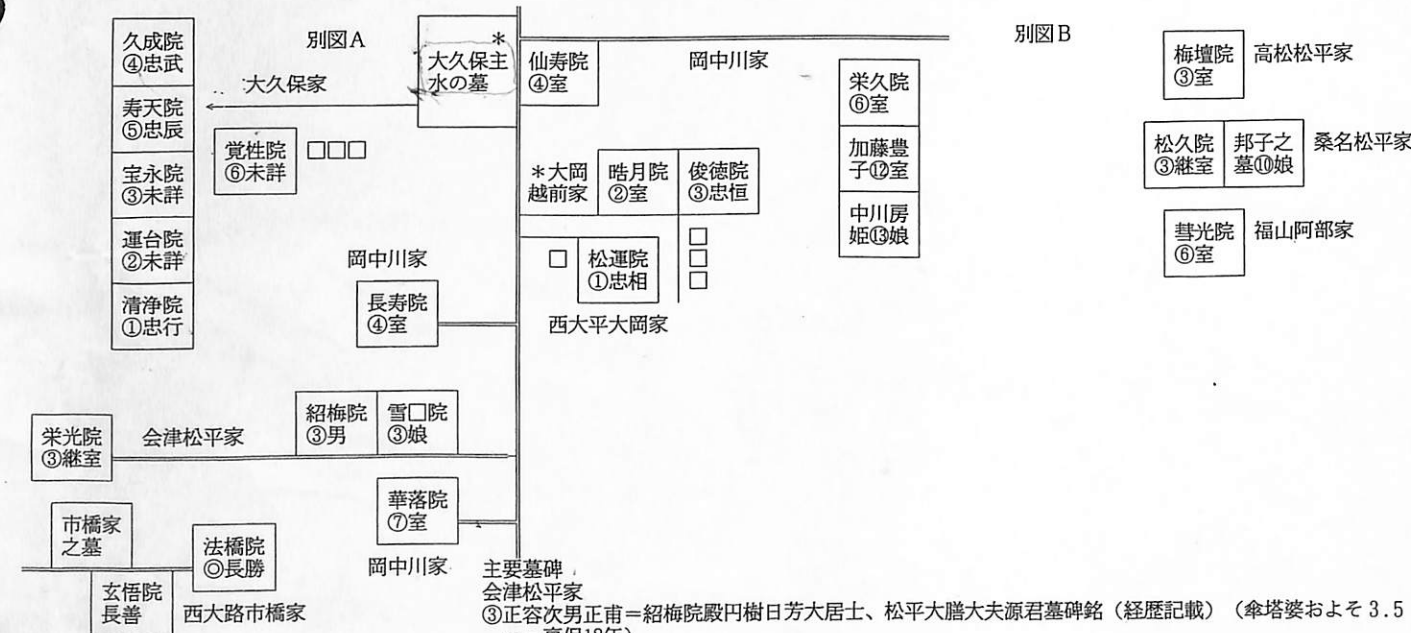 別図A
久成院
④忠武
寿天院
⑤忠辰
宝永院
③未詳
運台院
②未詳
清浄院
①忠行
大久保家
覚性院
⑥未詳
□□□
*
大久保主
水の墓
仙寿院
④室
岡中川家
*大岡
越前家
晧月院
②室
俊徳院
③忠恒
□
□
□
□
松運院
①忠相
西大平大岡家
栄久院
⑥室
加藤豊
子⑫室
中川房
姫⑬娘
岡中川家
長寿院
④室
紹梅院
③男
雪□院
③娘
栄光院
③継室
会津松平家
華落院
⑦室
岡中川家
市橋家
之墓
法橋院
◎長勝
玄悟院
長善
西大路市橋家
別図B
梅壇院
③室
高松松平家
松久院
③継室
邦子之
墓⑩娘
桑名松平家
彗光院
⑥室
福山阿部家
主要墓碑
会津松平家
③正容次男正甫＝紹梅院殿円樹日芳大居士、松平大膳大夫源君墓碑銘（経歴記載）（傘塔婆およそ3.5